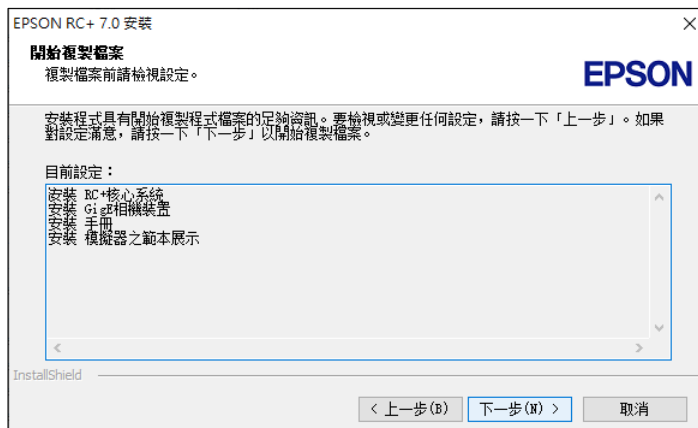 EPSON RC+ 7.0 安裝
開始複製檔案
複製檔案前請檢視設定。
EPSON
安裝程式具有開始複製程式檔案的足夠資訊。要檢視或變更任何設定，請按一下「上一步」。如果
對設定滿意，請按一下「下一步」以開始複製檔案。
目前設定：
安裝 RC+核心系統
安裝 GigE相機裝置
安裝 手冊
安裝 模擬器之範本展示
InstallShield
< 上一步(B)
下一步(N) >
取消